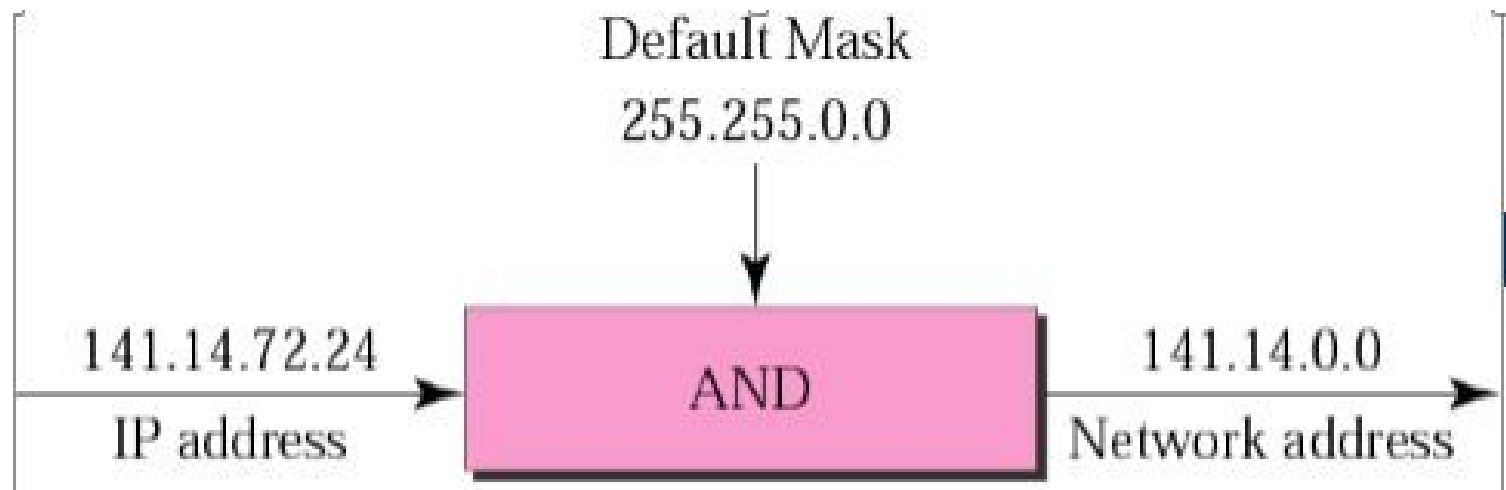 Default Mask
255.255.0.0
141.14.72.24
IP address
AND
141.14.0.0
Network address